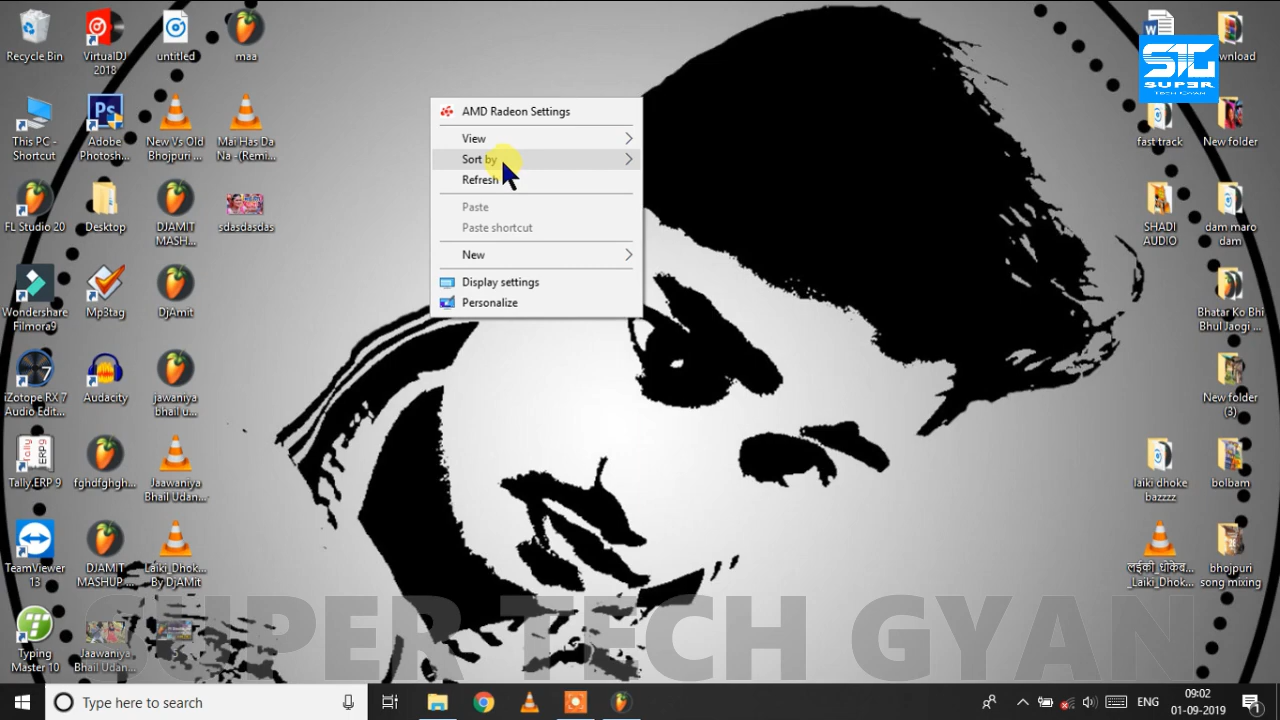 Recycle Bin
VirtualDJ
2018
untitled
maa
This PC -
Shortcut
Adobe
Photosh...
New Vs Old
Bhojpuri ...
Mai Has Da
Na - (Remi...
FL Studio 20
Desktop
DJAMIT
MASH...
sdasdasdas
Wondershare
Filmora9
Mp3tag
DjAmit
iZotope RX 7
Audio Edit...
Audacity
jawaniya
bhail u...
Tally.ERP 9
fghdfghgh...
Jaawaniya
Bhail Udan...
TeamViewer
13
DJAMIT
MASHUP ...
Laiki_Dhok...
By DjAMit
Typing
Master 10
Jaawaniya
Bhail Udan...
S
AMD Radeon Settings
View
Sort by
Refresh
Paste
Paste shortcut
New
Display settings
Personalize
STG
SUPER
TECH GYAN
fast track
New folder
SHADI
AUDIO
dam maro
dam
Bhatar Ko Bhi
Bhul Jaogi ...
New folder
(3)
laiki dhoke
bazzzz
bolbam
लईकी_धोकेब...
_Laiki_Dhok...
bhojpuri
song mixing
SUPER TECH GYAN
Type here to search
ENG
09:02
01-09-2019